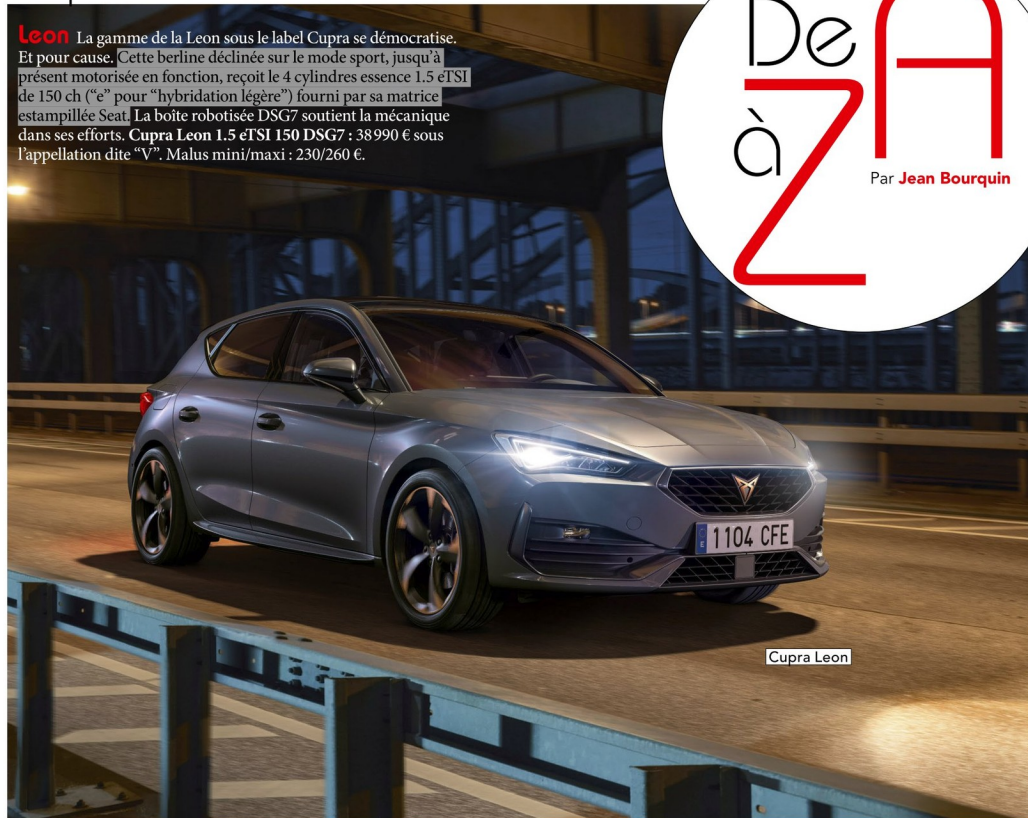 Leon La gamme de la Leon sous le label Cupra se démocratise.
Et pour cause. Cette berline déclinée sur le mode sport, jusqu'à
présent motorisée en fonction, reçoit le 4 cylindres essence 1.5 eTSI
de 150 ch (“e” pour “hybridation légère”) fourni par sa matrice
estampillée Seat. La boîte robotisée DSG7 soutient la mécanique
dans ses efforts. Cupra Leon 1.5 eTSI 150 DSG7 : 38 990 € sous
l'appellation dite “V”. Malus mini/maxi : 230/260 €.
De A
à Z
Par Jean Bourquin
E 1104 CFE
Cupra Leon